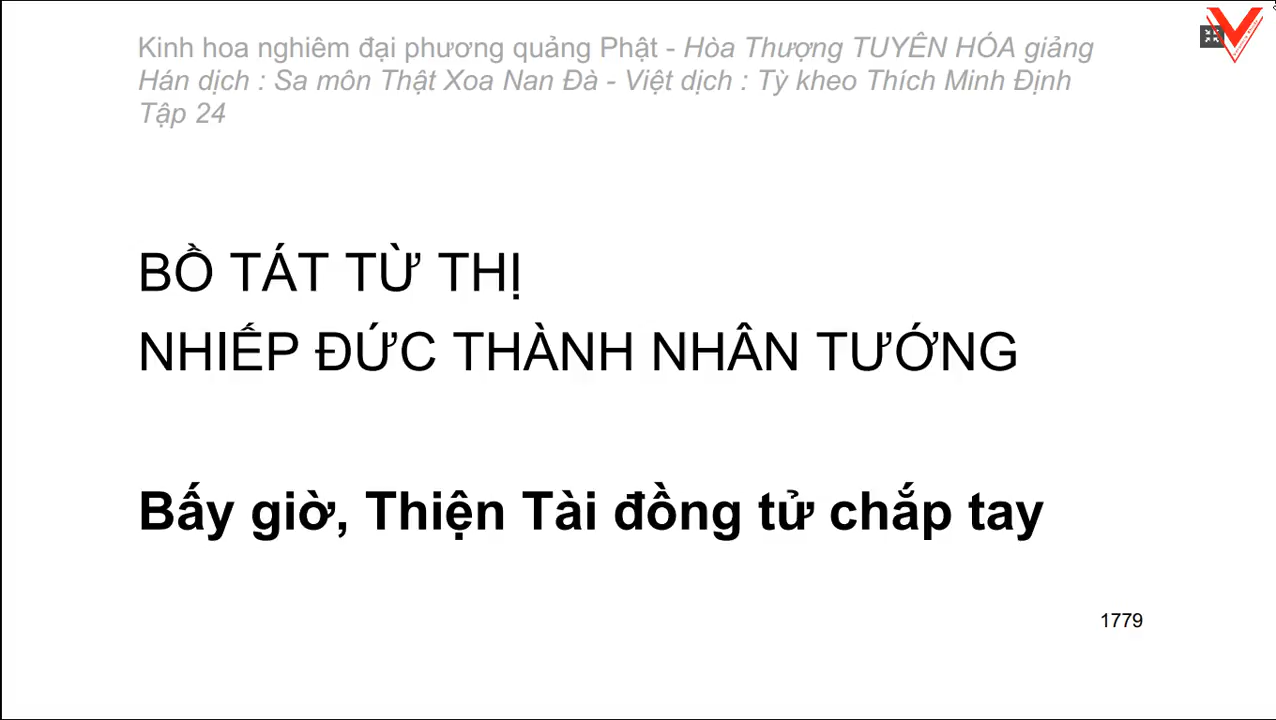 Kinh hoa nghiêm đại phương quảng Phật - Hòa Thượng TUYÊN HÓA giảng
Hán dịch : Sa môn Thật Xoa Nan Đà - Việt dịch : Tỳ kheo Thích Minh Định
Tập 24
BỒ TÁT TỪ THỊ
NHIẾP ĐỨC THÀNH NHÂN TƯỚNG
Bấy giờ, Thiện Tài đồng tử chắp tay
1779